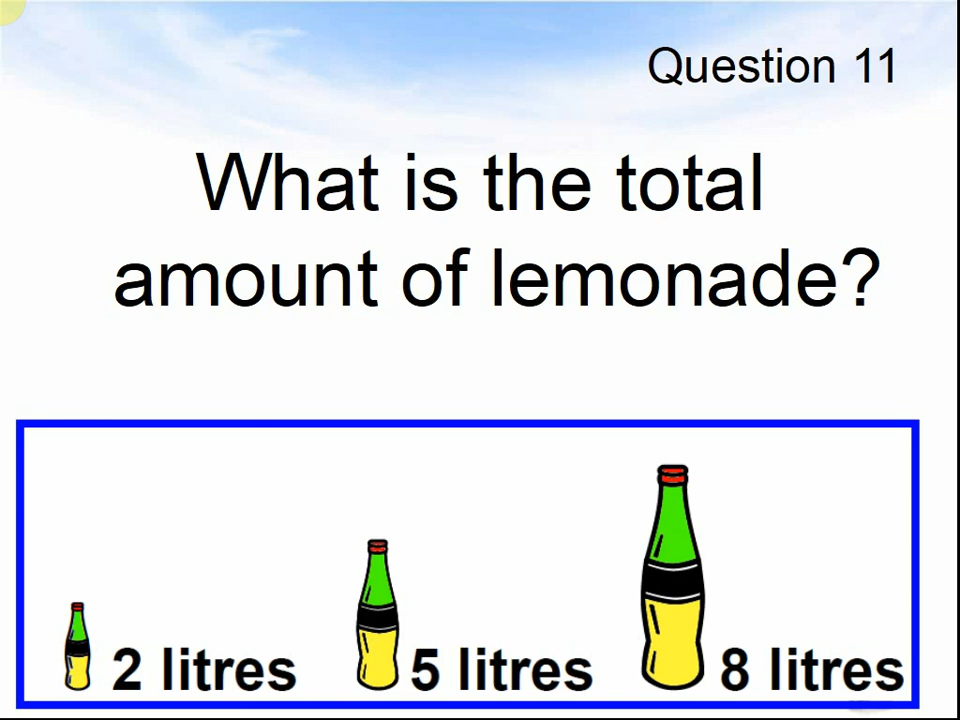 Question 11
What is the total
amount of lemonade?
2 litres 5 litres 8 litres